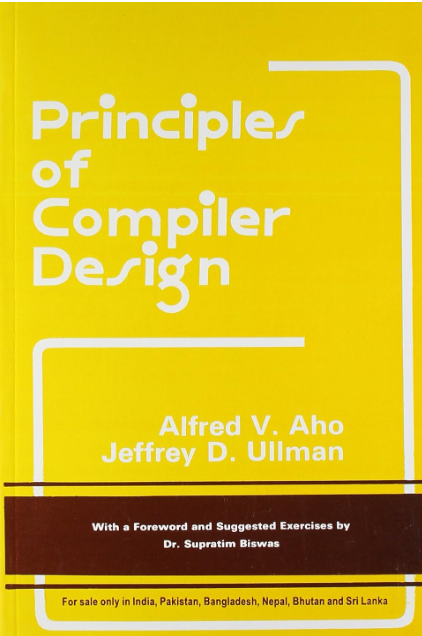 Principles
of
Compiler
Design
Alfred V. Aho
Jeffrey D. Ullman
With a Foreword and Suggested Exercises by
Dr. Supratim Biswas
For sale only in India, Pakistan, Bangladesh, Nepal, Bhutan and Sri Lanka